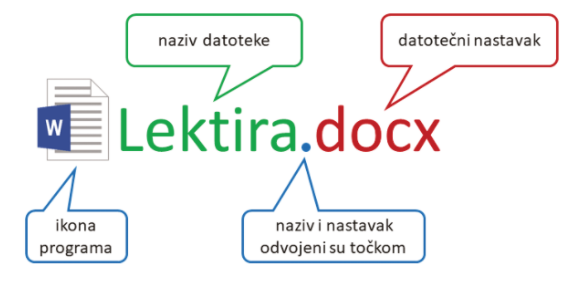 naziv datoteke
datotečni nastavak
W
Lektira.docx
ikona
programa
naziv i nastavak
odvojeni su točkom